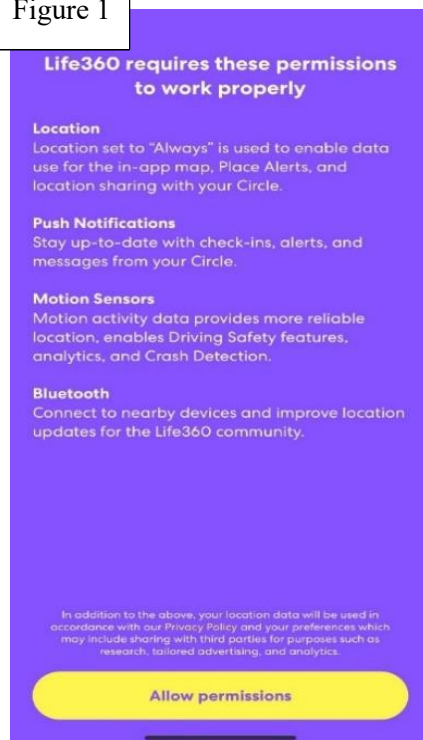 Figure 1
Life360 requires these permissions
to work properly
Location
Location set to “Always” is used to enable data
use for the in-app map, Place Alerts, and
location sharing with your Circle.
Push Notifications
Stay up-to-date with check-ins, alerts, and
messages from your Circle.
Motion Sensors
Motion activity data provides more reliable
location, enables Driving Safety features,
analytics, and Crash Detection.
Bluetooth
Connect to nearby devices and improve location
updates for the Life360 community.
In addition to the above, your location data will be used in
accordance with our Privacy Policy and your preferences which
may include sharing with third parties for purposes such as
research, tailored advertising, and analytics.
Allow permissions